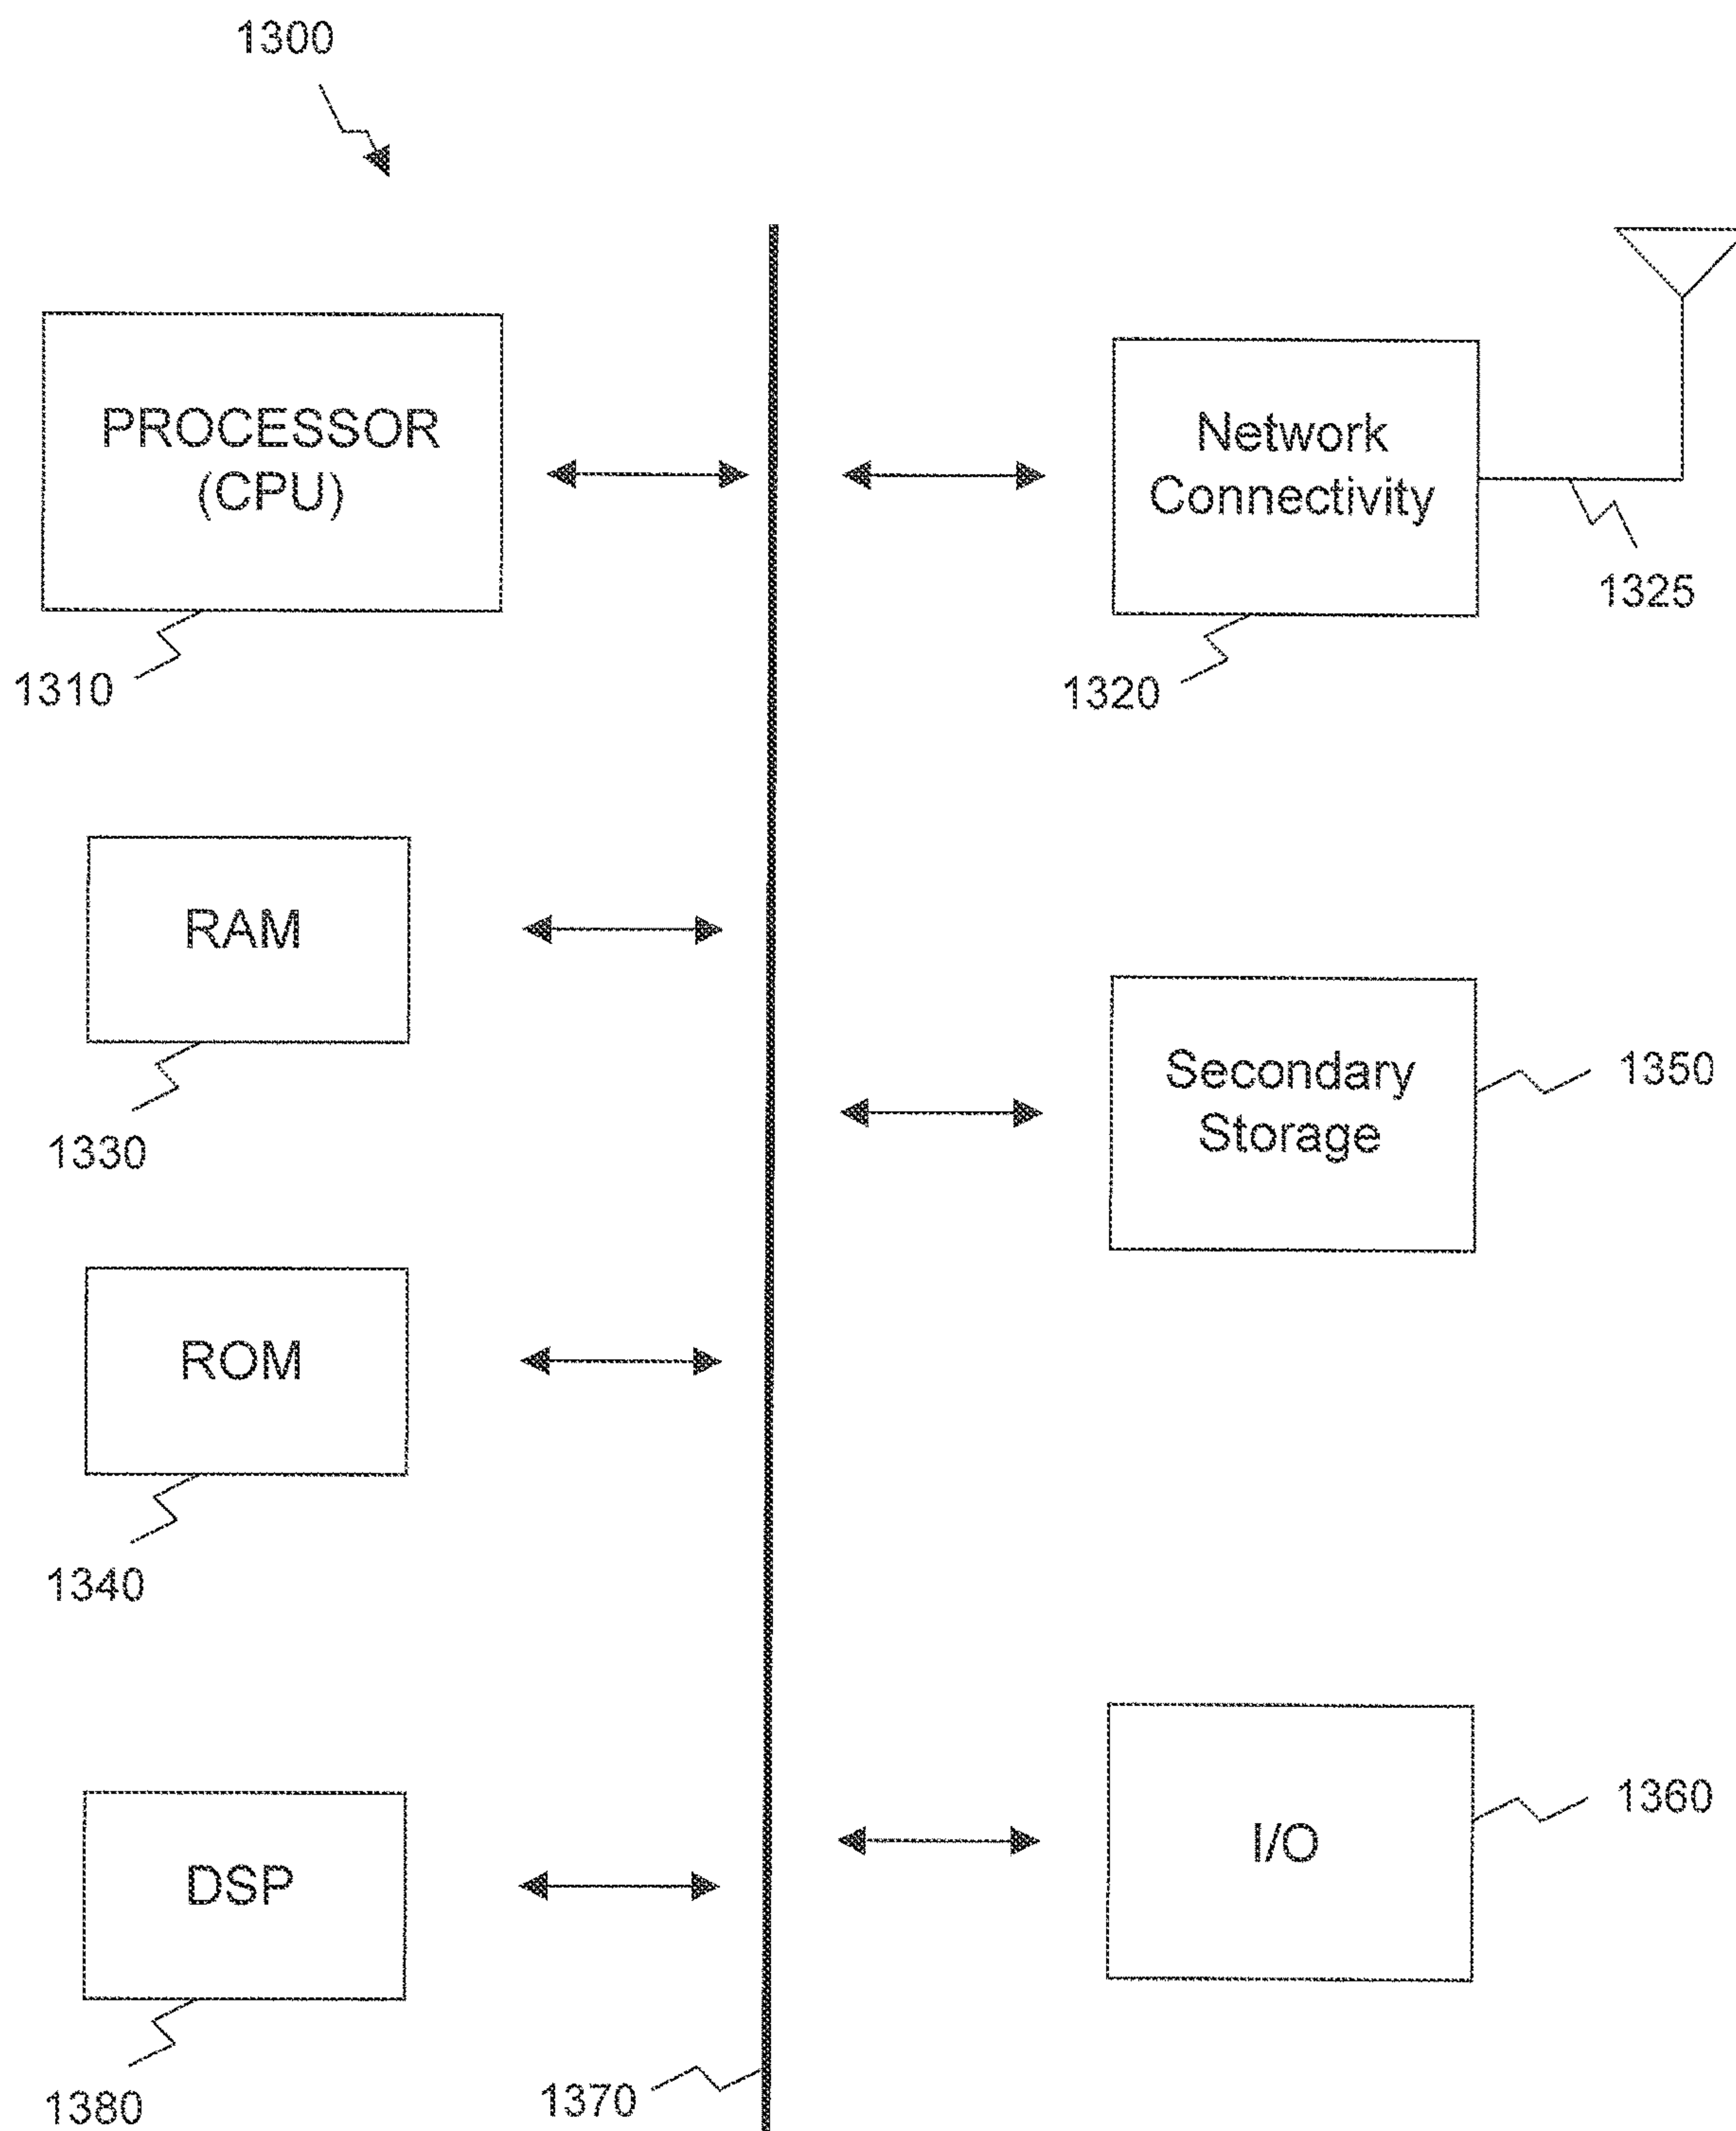 1300
PROCESSOR
(CPU)
1310
Network
Connectivity
1325
1320
RAM
1330
Secondary
Storage
1350
ROM
1340
I/O
1360
DSP
1380
1370